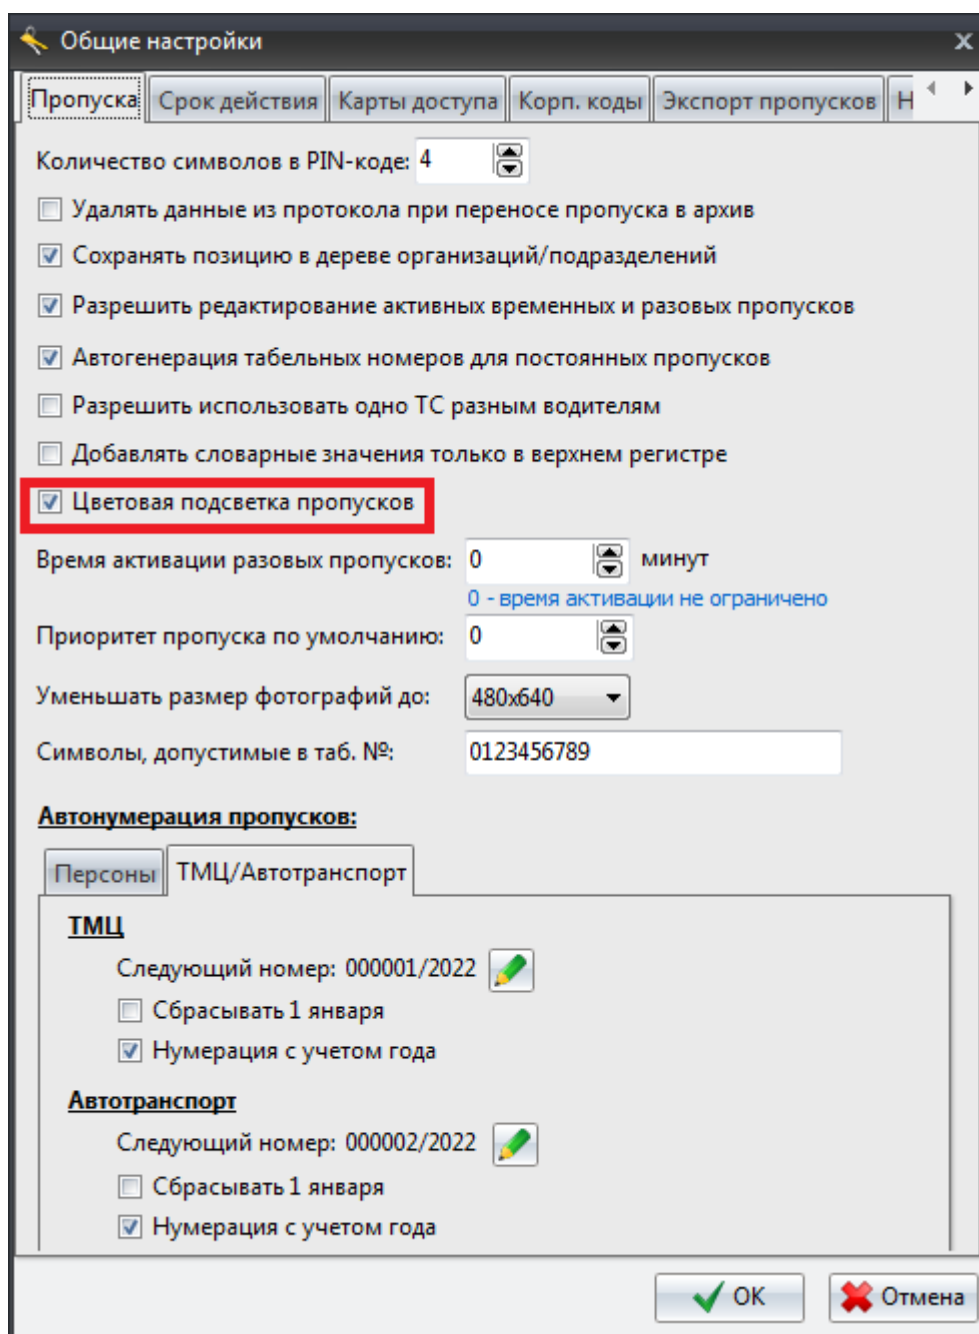 Общие настройки
Пропуска Срок действия Карты доступа Корп. коды Экспорт пропусков Н
Количество символов в PIN-коде: 4
Удалять данные из протокола при переносе пропуска в архив
Сохранять позицию в дереве организаций/подразделений
Разрешить редактирование активных временных и разовых пропусков
Автогенерация табельных номеров для постоянных пропусков
Разрешить использовать одно ТС разным водителям
Добавлять словарные значения только в верхнем регистре
Цветовая подсветка пропусков
Время активации разовых пропусков: 0 минут
0 - время активации не ограничено
Приоритет пропуска по умолчанию: 0
Уменьшать размер фотографий до: 480x640
Символы, допустимые в таб. №: 0123456789
Автонумерация пропусков:
Персоны ТМЦ/Автотранспорт
ТМЦ
Следующий номер: 000001/2022
Сбрасывать 1 января
Нумерация с учетом года
Автотранспорт
Следующий номер: 000002/2022
Сбрасывать 1 января
Нумерация с учетом года
OK Отмена